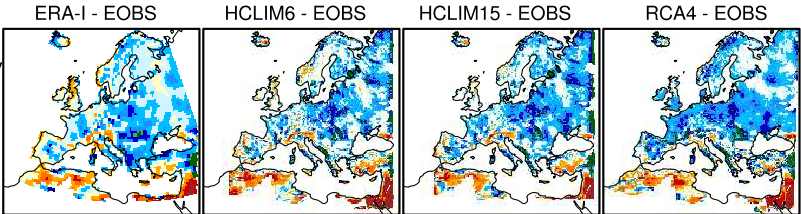 ERA-I - EOBS
HCLIM6 - EOBS
HCLIM15 - EOBS
RCA4 - EOBS